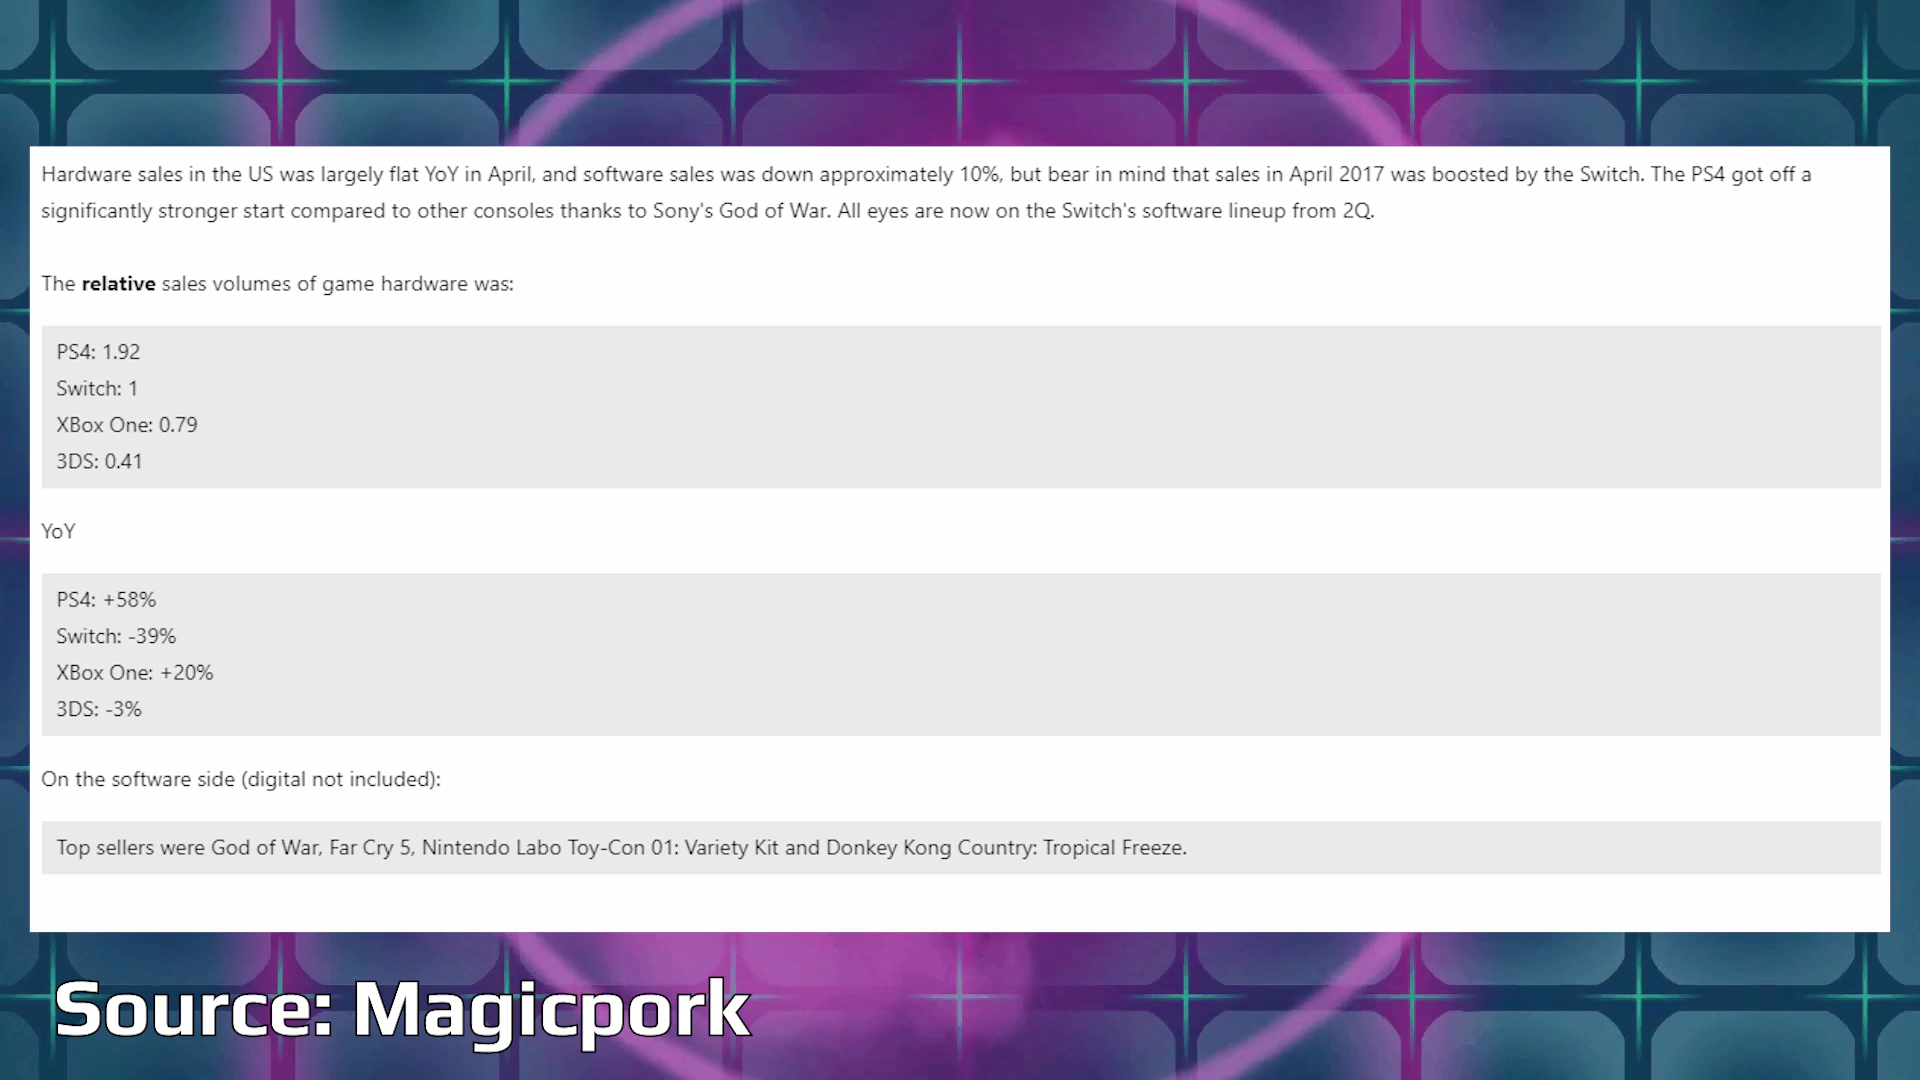 Hardware sales in the US was largely flat YoY in April, and software sales was down approximately 10%, but bear in mind that sales in April 2017 was boosted by the Switch. The PS4 got off a
significantly stronger start compared to other consoles thanks to Sony's God of War. All eyes are now on the Switch's software lineup from 2Q.
The relative sales volumes of game hardware was:
PS4: 1.92
Switch: 1
XBox One: 0.79
3DS: 0.41
YoY
PS4: +58%
Switch: -39%
XBox One: +20%
3DS: -3%
On the software side (digital not included):
Top sellers were God of War, Far Cry 5, Nintendo Labo Toy-Con 01: Variety Kit and Donkey Kong Country: Tropical Freeze.
Source: Magicpork